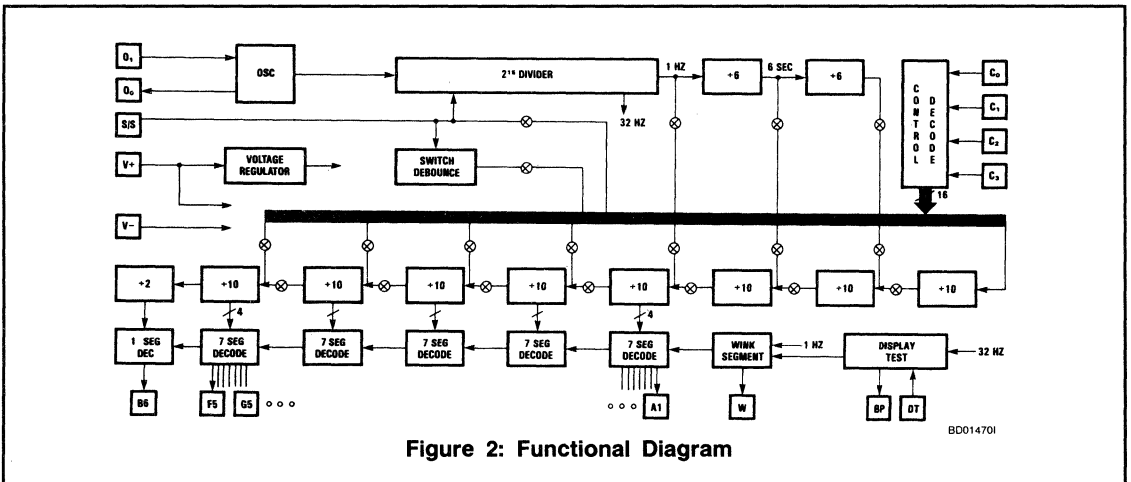 O₁
OSC
2¹⁶ DIVIDER
1 HZ
÷6
6 SEC
÷6
CONTROL
DECODE
C₀
O₀
32 HZ
C₁
S/S
C₂
V+
VOLTAGE
REGULATOR
SWITCH
DEBOUNCE
C₃
16
V−
÷2
÷10
÷10
÷10
÷10
÷10
÷10
÷10
÷10
4
4
1 SEG
DEC
7 SEG
DECODE
7 SEG
DECODE
7 SEG
DECODE
7 SEG
DECODE
7 SEG
DECODE
WINK
SEGMENT
1 HZ
DISPLAY
TEST
32 HZ
B6
F5
G5
A1
W
BP
DT
BD01470I
Figure 2: Functional Diagram